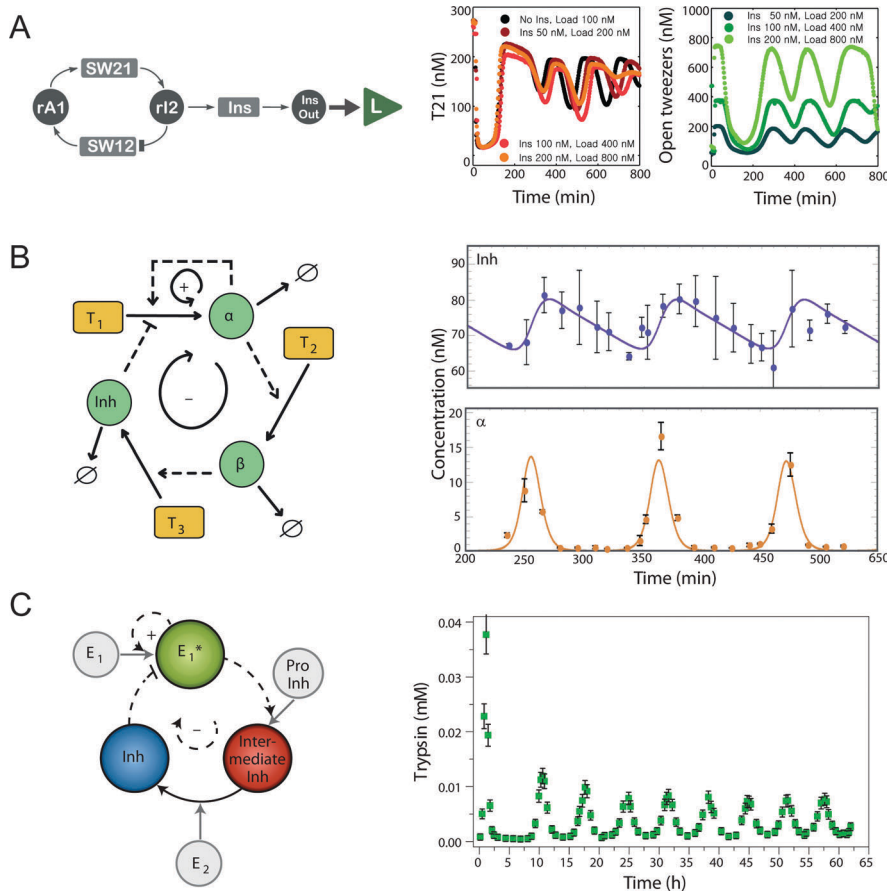 A
SW21
rA1
rI2
SW12
Ins
Ins
Out
L
T21 (nM)
300
200
100
0
No Ins, Load 100 nM
Ins 50 nM, Load 200 nM
Ins 100 nM, Load 400 nM
Ins 200 nM, Load 800 nM
0 200 400 600 800
Time (min)
Open tweezers (nM)
1000
800
600
400
200
0
Ins 50 nM, Load 200 nM
Ins 100 nM, Load 400 nM
Ins 200 nM, Load 800 nM
0 200 400 600 800
Time (min)
B
+
T1
α
∅
T2
Inh
−
∅
β
T3
∅
Concentration (nM)
Inh
90
80
70
60
α
20
15
10
5
0
200 250 300 350 400 450 500 550 650
Time (min)
C
E1
+
E1*
Pro
Inh
−
Inh
Inter-
mediate
Inh
E2
Trypsin (mM)
0.04
0.03
0.02
0.01
0.00
0 5 10 15 20 25 30 35 40 45 50 55 60 65
Time (h)